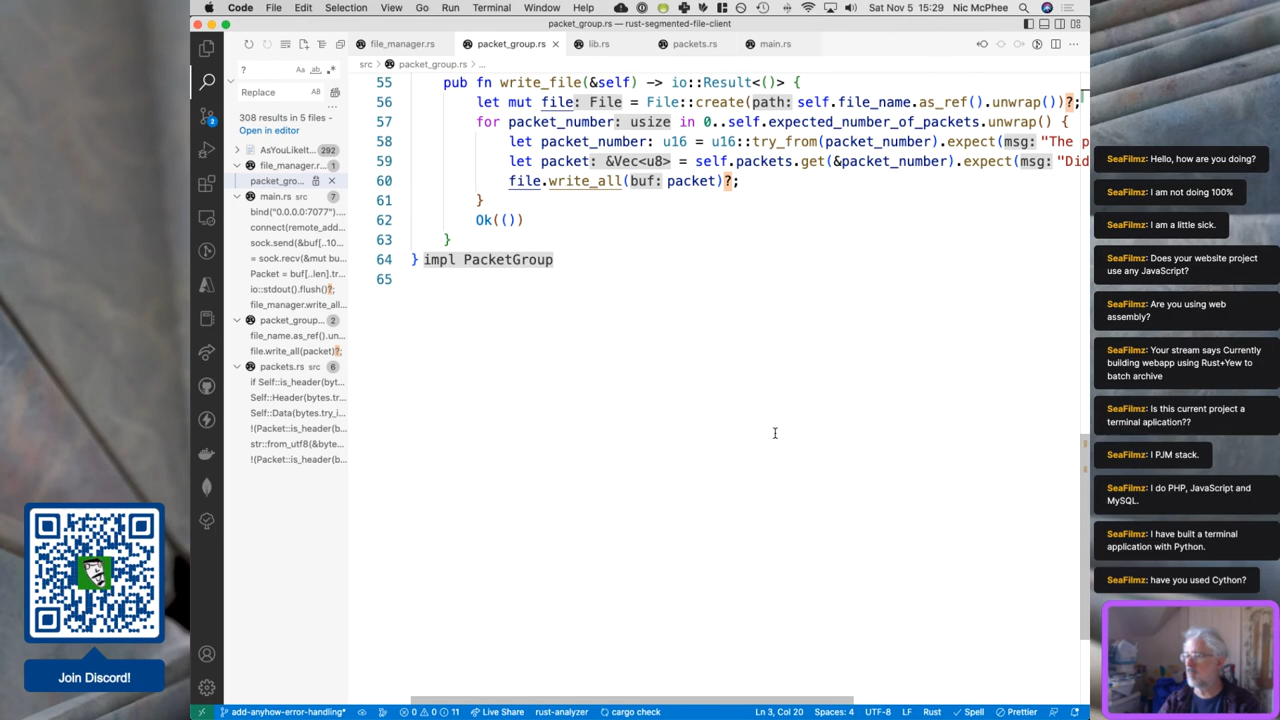 Code File Edit Selection View Go Run Terminal Window Help Sat Nov 5 15:29 Nic McPhee
packet_group.rs — rust-segmented-file-client
file_manager.rs packet_group.rs lib.rs packets.rs main.rs
src > packet_group.rs > ...
?
Replace
308 results in 5 files -
Open in editor
AsYouLikeIt... 292
file_manager.r... 1
packet_gro...
main.rs src 7
bind("0.0.0.0:7077")....
connect(remote_add...
sock.send(&buf[..10...
= sock.recv(&mut bu...
Packet = buf[..len].tr...
io::stdout().flush()?;
file_manager.write_all...
packet_group... 2
file_name.as_ref().un...
file.write_all(packet)?;
packets.rs src 6
if Self::is_header(byt...
Self::Header(bytes.t...
Self::Data(bytes.try_i...
!(Packet::is_header(b...
str::from_utf8(&byte...
!(Packet::is_header(b...
55 pub fn write_file(&self) -> io::Result<()> {
56 let mut file: File = File::create(path: self.file_name.as_ref().unwrap())?;
57 for packet_number: usize in 0..self.expected_number_of_packets.unwrap() {
58 let packet_number: u16 = u16::try_from(packet_number).expect(msg: "The p
59 let packet: &Vec<u8> = self.packets.get(&packet_number).expect(msg: "Did
60 file.write_all(buf: packet)?;
61 }
62 Ok(())
63 }
64 } impl PacketGroup
65
SeaFilmz: Hello, how are you doing?
SeaFilmz: I am not doing 100%
SeaFilmz: I am a little sick.
SeaFilmz: Does your website project
use any JavaScript?
SeaFilmz: Are you using web
assembly?
SeaFilmz: Your stream says Currently
building webapp using Rust+Yew to
batch archive
SeaFilmz: Is this current project a
terminal aplication??
SeaFilmz: I PJM stack.
SeaFilmz: I do PHP, JavaScript and
MySQL.
SeaFilmz: I have built a terminal
application with Python.
SeaFilmz: have you used Cython?
Join Discord!
add-anyhow-error-handling* 0 0 11 Live Share rust-analyzer cargo check Ln 3, Col 20 Spaces: 4 UTF-8 LF Rust Spell Prettier